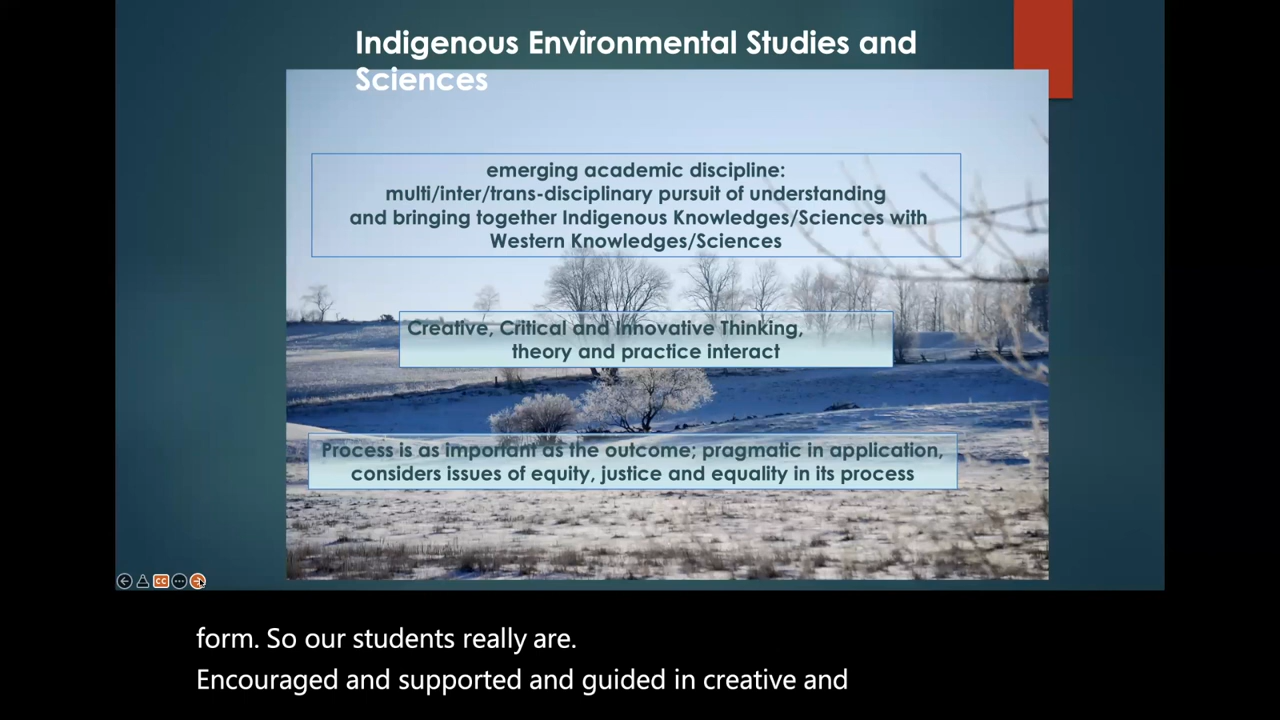 Indigenous Environmental Studies and
Sciences
emerging academic discipline:
multi/inter/trans-disciplinary pursuit of understanding
and bringing together Indigenous Knowledges/Sciences with
Western Knowledges/Sciences
Creative, Critical and Innovative Thinking,
theory and practice interact
Process is as important as the outcome; pragmatic in application,
considers issues of equity, justice and equality in its process
CC
form. So our students really are.
Encouraged and supported and guided in creative and